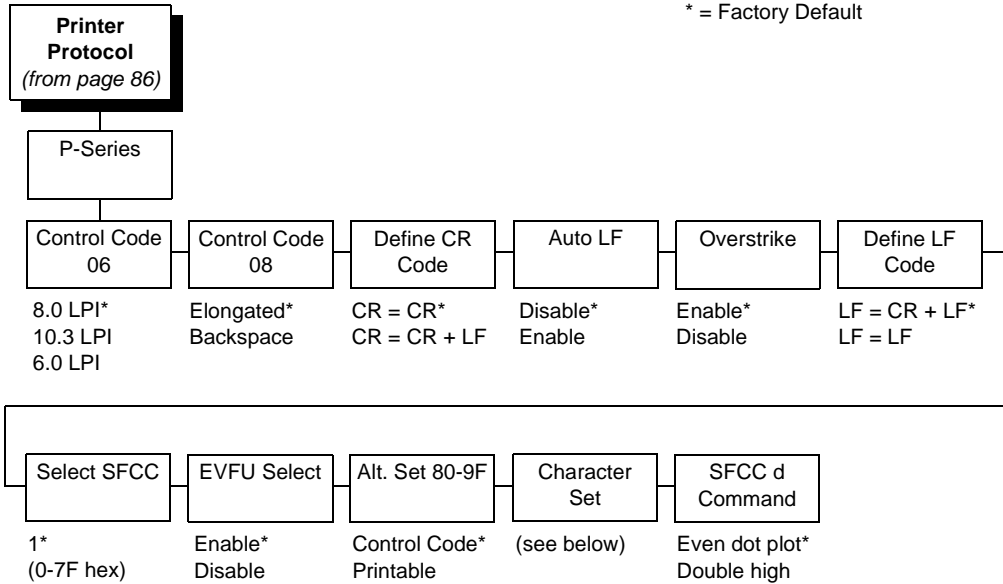 * = Factory Default
Printer
Protocol
(from page 86)
P-Series
Control Code
06
8.0 LPI*
10.3 LPI
6.0 LPI
Control Code
08
Elongated*
Backspace
Define CR
Code
CR = CR*
CR = CR + LF
Auto LF
Disable*
Enable
Overstrike
Enable*
Disable
Define LF
Code
LF = CR + LF*
LF = LF
Select SFCC
1*
(0-7F hex)
EVFU Select
Enable*
Disable
Alt. Set 80-9F
Control Code*
Printable
Character
Set
(see below)
SFCC d
Command
Even dot plot*
Double high